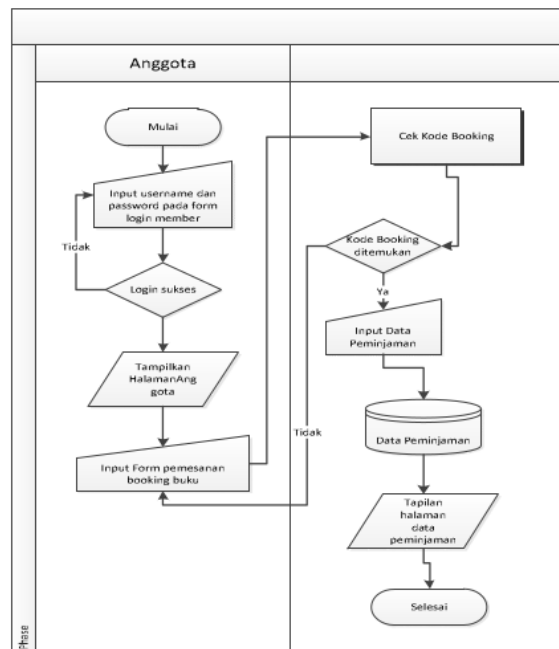 Anggota
Mulai
Input username dan
password pada form
login member
Tidak
Login sukses
Tampilkan
HalamanAng
gota
Input Form pemesanan
booking buku
Cek Kode Booking
Kode Booking
ditemukan
Ya
Input Data
Peminjaman
Tidak
Data Peminjaman
Tapilan
halaman
data
peminjaman
Selesai
Phase